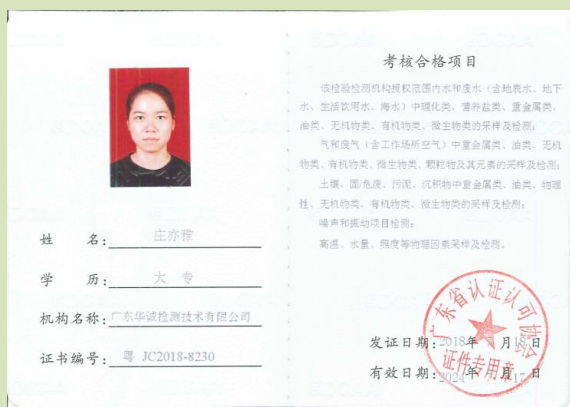 姓 名: 庄亦雅
学 历: 大 专
机构名称: 广东华诚检测技术有限公司
证书编号: 粤 JC2018-8230
考核合格项目
该检验检测机构授权范围内水和废水(含地表水、地下
水、生活饮用水、海水)中理化类、营养盐类、重金属类、
油类、无机物类、有机物类、微生物类的采样及检测;
气和废气(含工作场所空气)中重金属类、油类、无机
物类、有机物类、微生物类、颗粒物及其元素的采样及检测;
土壤、固/危废、污泥、沉积物中重金属类、油类、物理
性、无机物类、有机物类、微生物类的采样及检测;
噪声和振动项目检测;
高温、水量、照度等物理因素采样及检测。
广东省认证认可协会
证件专用章
发证日期: 2018年 月18日
有效日期: 2024年 月17日